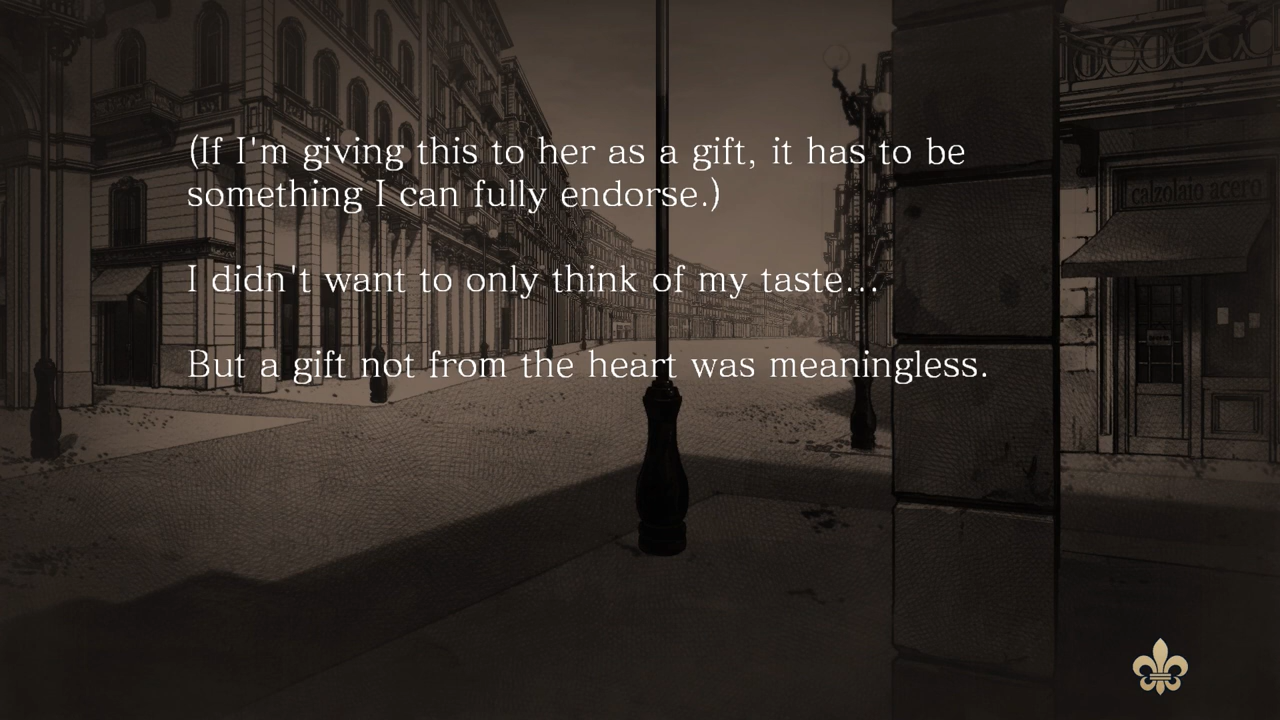 (If I'm giving this to her as a gift, it has to be
something I can fully endorse.)
I didn't want to only think of my taste...
But a gift not from the heart was meaningless.
calzolaio acero